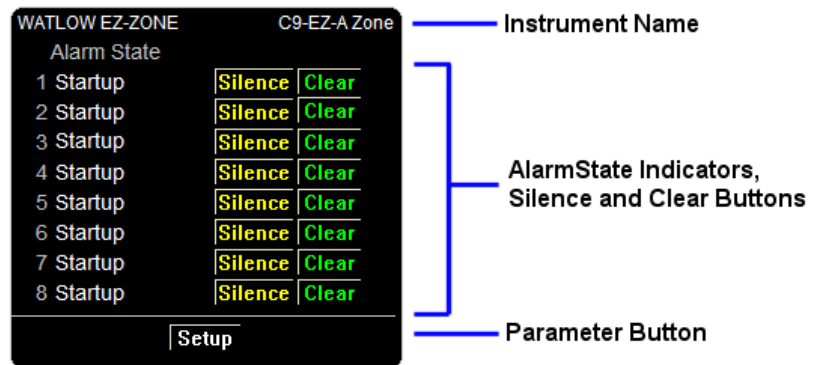 WATLOW EZ-ZONE C9-EZ-A Zone Instrument Name
Alarm State
1 Startup Silence Clear
2 Startup Silence Clear
3 Startup Silence Clear
4 Startup Silence Clear
5 Startup Silence Clear
6 Startup Silence Clear
7 Startup Silence Clear
8 Startup Silence Clear
AlarmState Indicators,
Silence and Clear Buttons
Setup Parameter Button